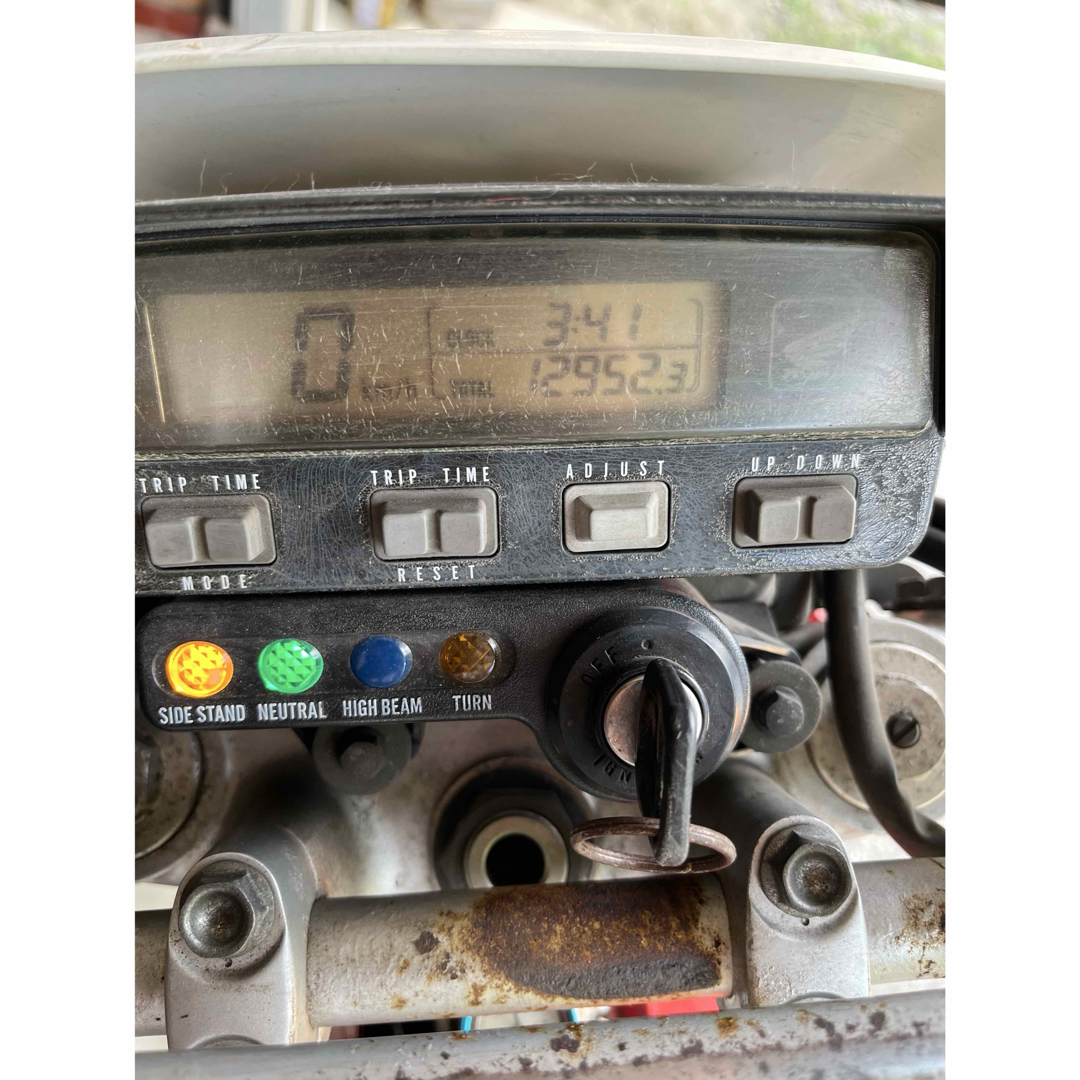 0 km/h CLOCK 3:41
TOTAL 12952.3
TRIP TIME TRIP TIME ADJUST UP DOWN
MODE RESET
OFF
SIDE STAND NEUTRAL HIGH BEAM TURN